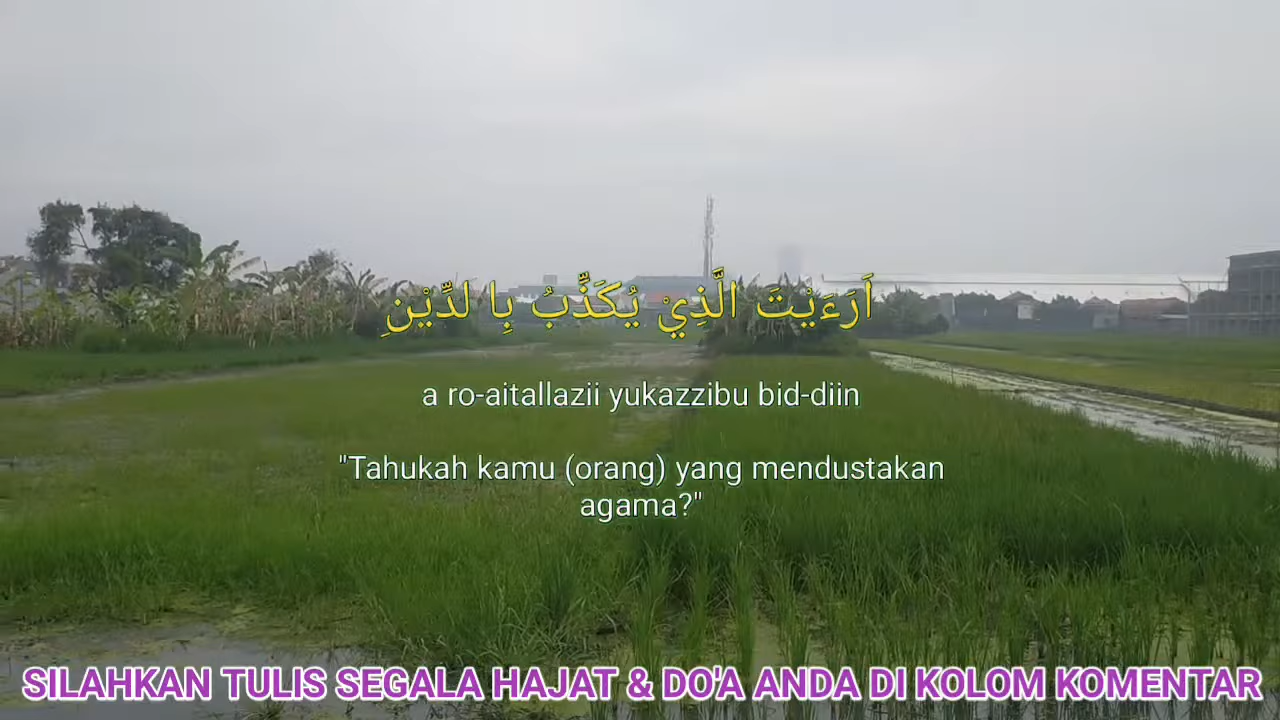 اَرَءَيْتَ الَّذِيْ يُكَذِّبُ بِا لدِّيْنِ
a ro-aitallazii yukazzibu bid-diin
"Tahukah kamu (orang) yang mendustakan
agama?"
SILAHKAN TULIS SEGALA HAJAT & DO'A ANDA DI KOLOM KOMENTAR